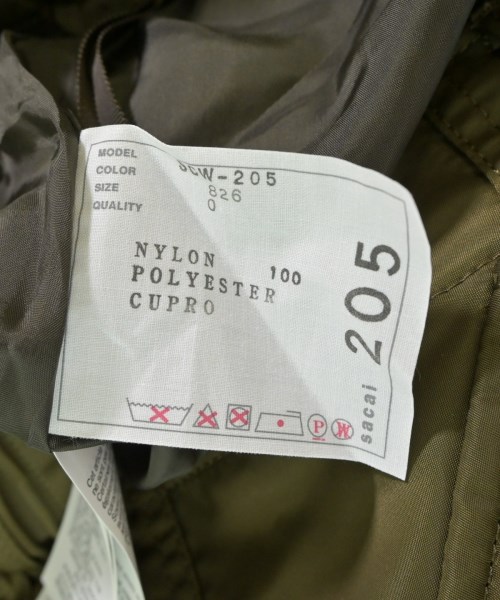 MODEL SCW-205
COLOR 826
SIZE 0
QUALITY
NYLON 100
POLYESTER
CUPRO
P W
sacai 205